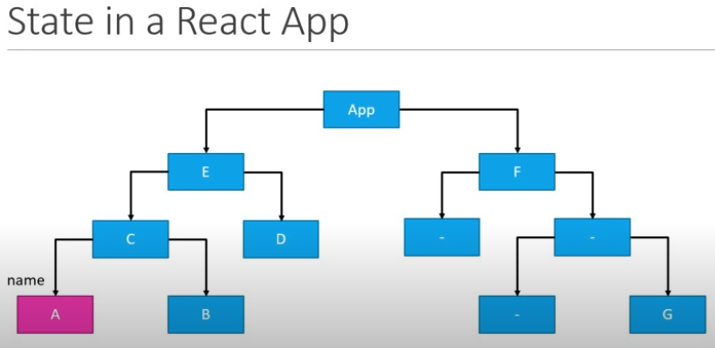 State in a React App
App
E
F
C
D
-
-
name
A
B
-
G